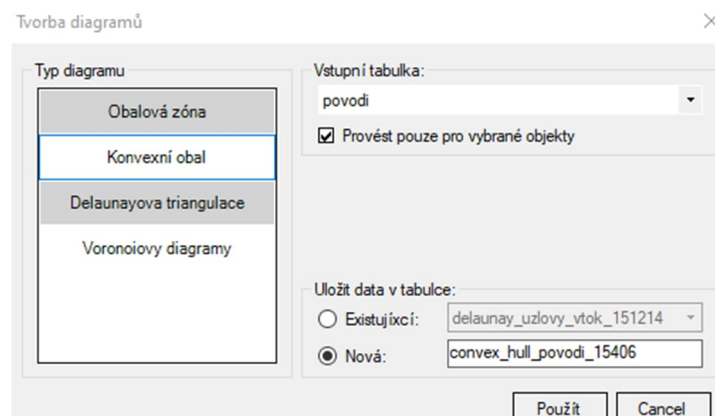 Tvorba diagramů
Typ diagramu
Obalová zóna
Konvexní obal
Delaunayova triangulace
Voronoiovy diagramy
Vstupní tabulka:
povodi
Provést pouze pro vybrané objekty
Uložit data v tabulce:
Existujíxcí: delaunay_uzlovy_vtok_151214
Nová: convex_hull_povodi_15406
Použít Cancel